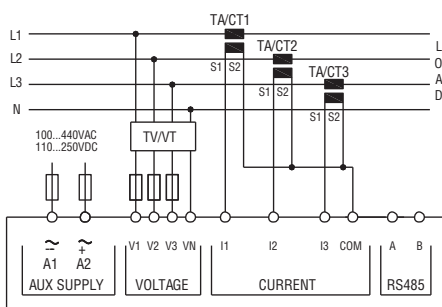 TA/CT1
L1
L2
TA/CT2
S1 S2
L3
TA/CT3
S1 S2
N
S1 S2
LOAD
100...440VAC
110...250VDC
TV/VT
~ ~
-- +
A1 A2
V1 V2 V3 VN
I1 I2 I3 COM
A B
AUX SUPPLY
VOLTAGE
CURRENT
RS485